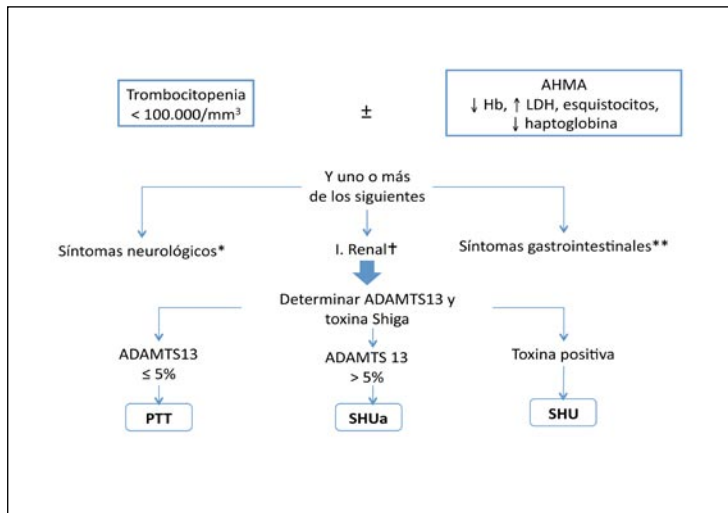 Trombocitopenia
< 100.000/mm³
±
AHMA
↓ Hb, ↑ LDH, esquistocitos,
↓ haptoglobina
Y uno o más
de los siguientes
Síntomas neurológicos*
I. Renal†
Síntomas gastrointestinales**
Determinar ADAMTS13 y
toxina Shiga
ADAMTS13
≤ 5%
ADAMTS 13
> 5%
Toxina positiva
PTT
SHUa
SHU